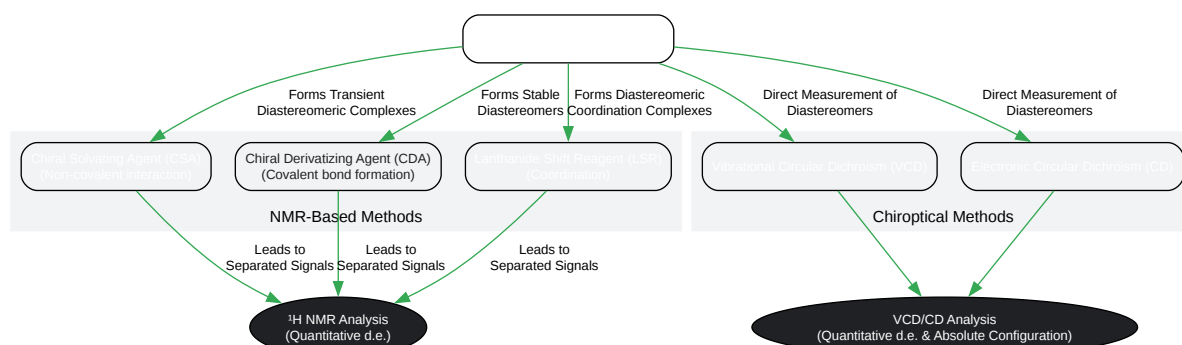 Forms Transient
Diastereomeric Complexes
Forms Stable
Diastereomers
Forms Diastereomeric
Coordination Complexes
Direct Measurement of
Diastereomers
Direct Measurement of
Diastereomers
Chiral Solvating Agent (CSA)
(Non-covalent interaction)
Chiral Derivatizing Agent (CDA)
(Covalent bond formation)
Lanthanide Shift Reagent (LSR)
(Coordination)
Vibrational Circular Dichroism (VCD)
Electronic Circular Dichroism (CD)
NMR-Based Methods
Chiroptical Methods
Leads to
Separated Signals
Leads to
Separated Signals
Leads to
Separated Signals
¹H NMR Analysis
(Quantitative d.e.)
VCD/CD Analysis
(Quantitative d.e. & Absolute Configuration)